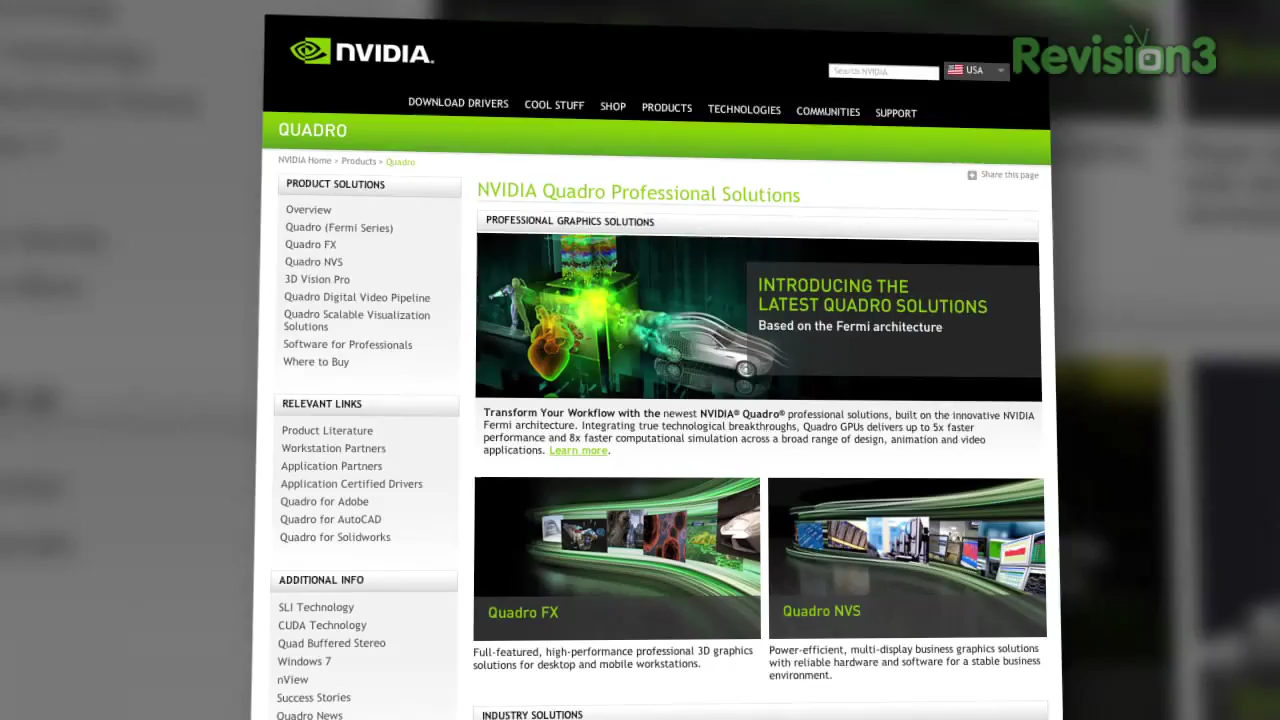 NVIDIA.
Revision3
Search NVIDIA
USA
DOWNLOAD DRIVERS COOL STUFF SHOP PRODUCTS TECHNOLOGIES COMMUNITIES SUPPORT
QUADRO
NVIDIA Home > Products > Quadro
Share this page
PRODUCT SOLUTIONS
Overview
Quadro (Fermi Series)
Quadro FX
Quadro NVS
3D Vision Pro
Quadro Digital Video Pipeline
Quadro Scalable Visualization
Solutions
Software for Professionals
Where to Buy
RELEVANT LINKS
Product Literature
Workstation Partners
Application Partners
Application Certified Drivers
Quadro for Adobe
Quadro for AutoCAD
Quadro for Solidworks
ADDITIONAL INFO
SLI Technology
CUDA Technology
Quad Buffered Stereo
Windows 7
nView
Success Stories
Quadro News
NVIDIA Quadro Professional Solutions
PROFESSIONAL GRAPHICS SOLUTIONS
INTRODUCING THE
LATEST QUADRO SOLUTIONS
Based on the Fermi architecture
Transform Your Workflow with the newest NVIDIA® Quadro® professional solutions, built on the innovative NVIDIA
Fermi architecture. Integrating true technological breakthroughs, Quadro GPUs delivers up to 5x faster
performance and 8x faster computational simulation across a broad range of design, animation and video
applications. Learn more.
Quadro FX
Full-featured, high-performance professional 3D graphics
solutions for desktop and mobile workstations.
Quadro NVS
Power-efficient, multi-display business graphics solutions
with reliable hardware and software for a stable business
environment.
INDUSTRY SOLUTIONS